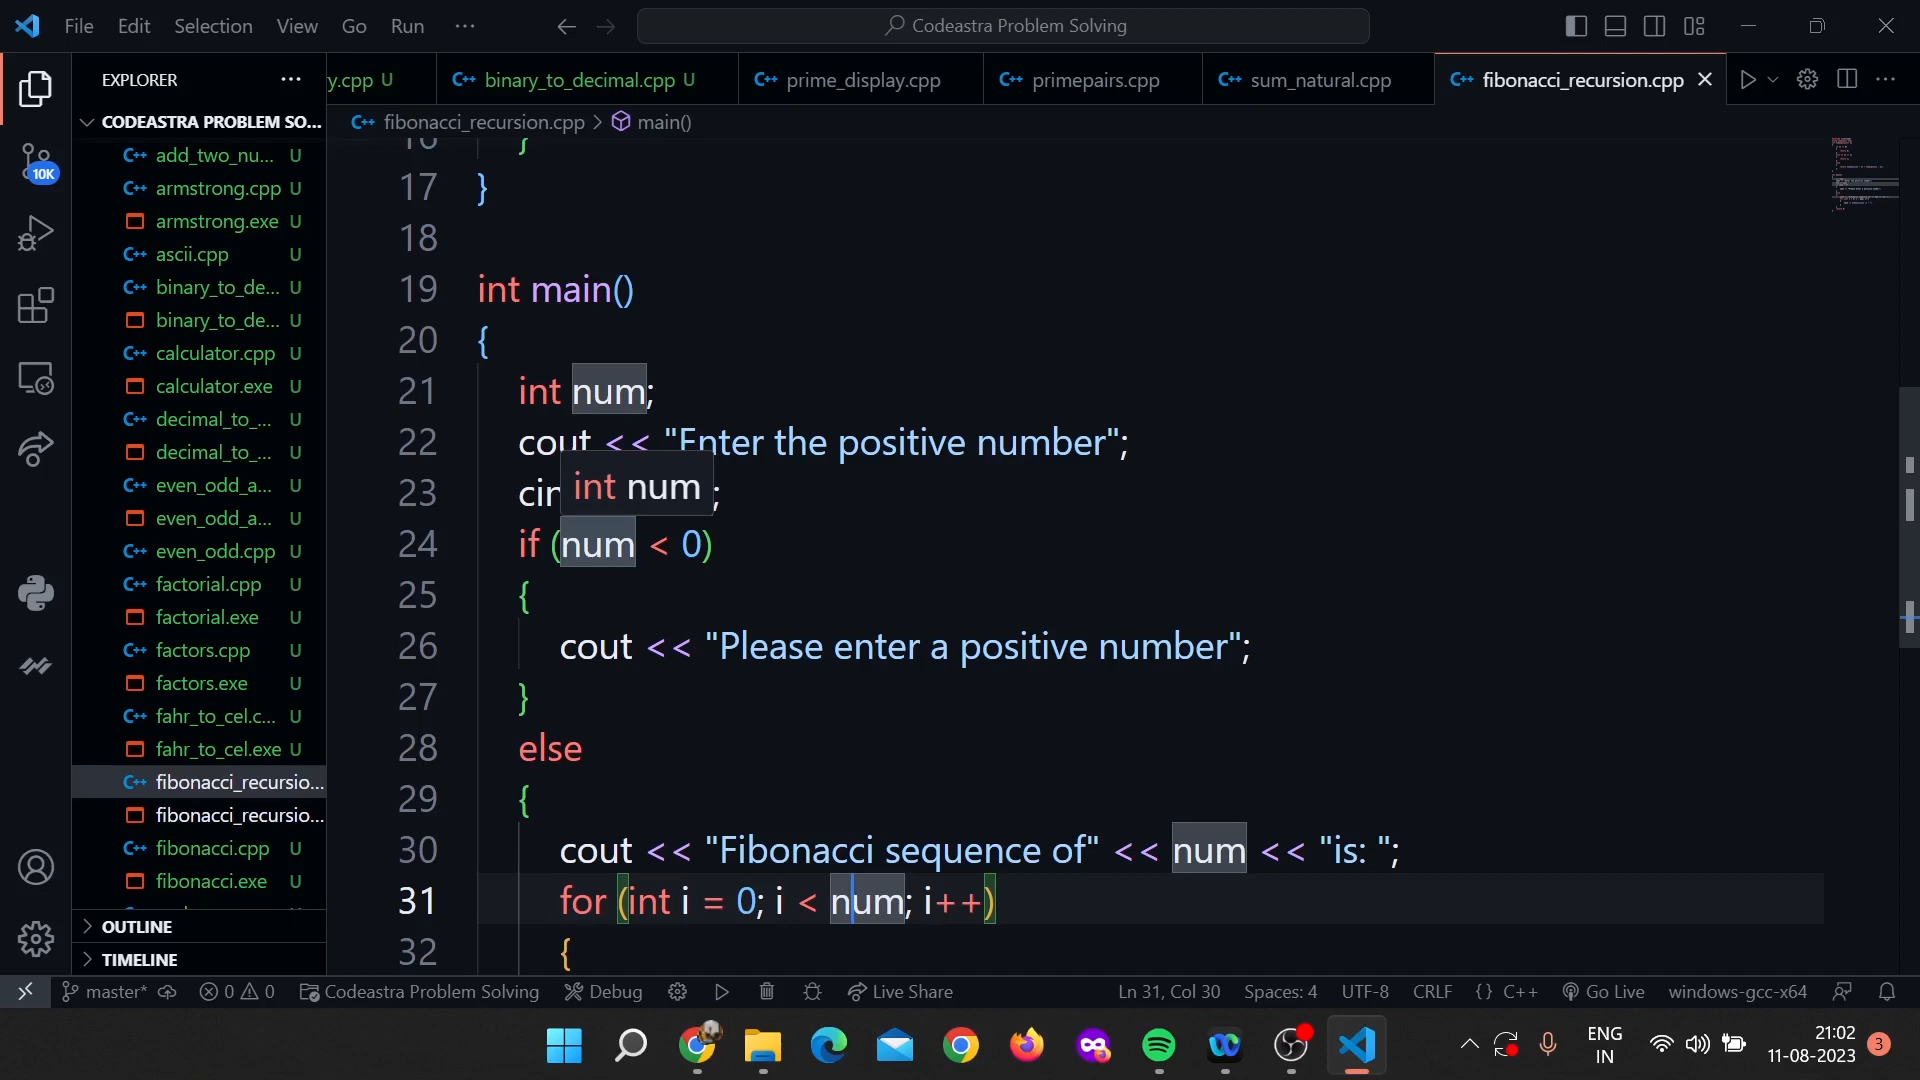 File Edit Selection View Go Run ···
Codeastra Problem Solving
EXPLORER
y.cpp U
binary_to_decimal.cpp U
prime_display.cpp
primepairs.cpp
sum_natural.cpp
fibonacci_recursion.cpp
CODEASTRA PROBLEM SO...
fibonacci_recursion.cpp > main()
10K
add_two_nu... U
armstrong.cpp U
armstrong.exe U
ascii.cpp U
binary_to_de... U
binary_to_de... U
calculator.cpp U
calculator.exe U
decimal_to_... U
decimal_to_... U
even_odd_a... U
even_odd_a... U
even_odd.cpp U
factorial.cpp U
factorial.exe U
factors.cpp U
factors.exe U
fahr_to_cel.c... U
fahr_to_cel.exe U
fibonacci_recursio...
fibonacci_recursio...
fibonacci.cpp U
fibonacci.exe U
OUTLINE
TIMELINE
16 }
17 }
18
19 int main()
20 {
21 int num;
22 cout << "Enter the positive number";
23 cin ;
int num
24 if (num < 0)
25 {
26 cout << "Please enter a positive number";
27 }
28 else
29 {
30 cout << "Fibonacci sequence of" << num << "is: ";
31 for (int i = 0; i < num; i++)
32 {
master* 0 0 Codeastra Problem Solving Debug Live Share Ln 31, Col 30 Spaces: 4 UTF-8 CRLF {} C++ Go Live windows-gcc-x64
ENG
IN
21:02
11-08-2023
3